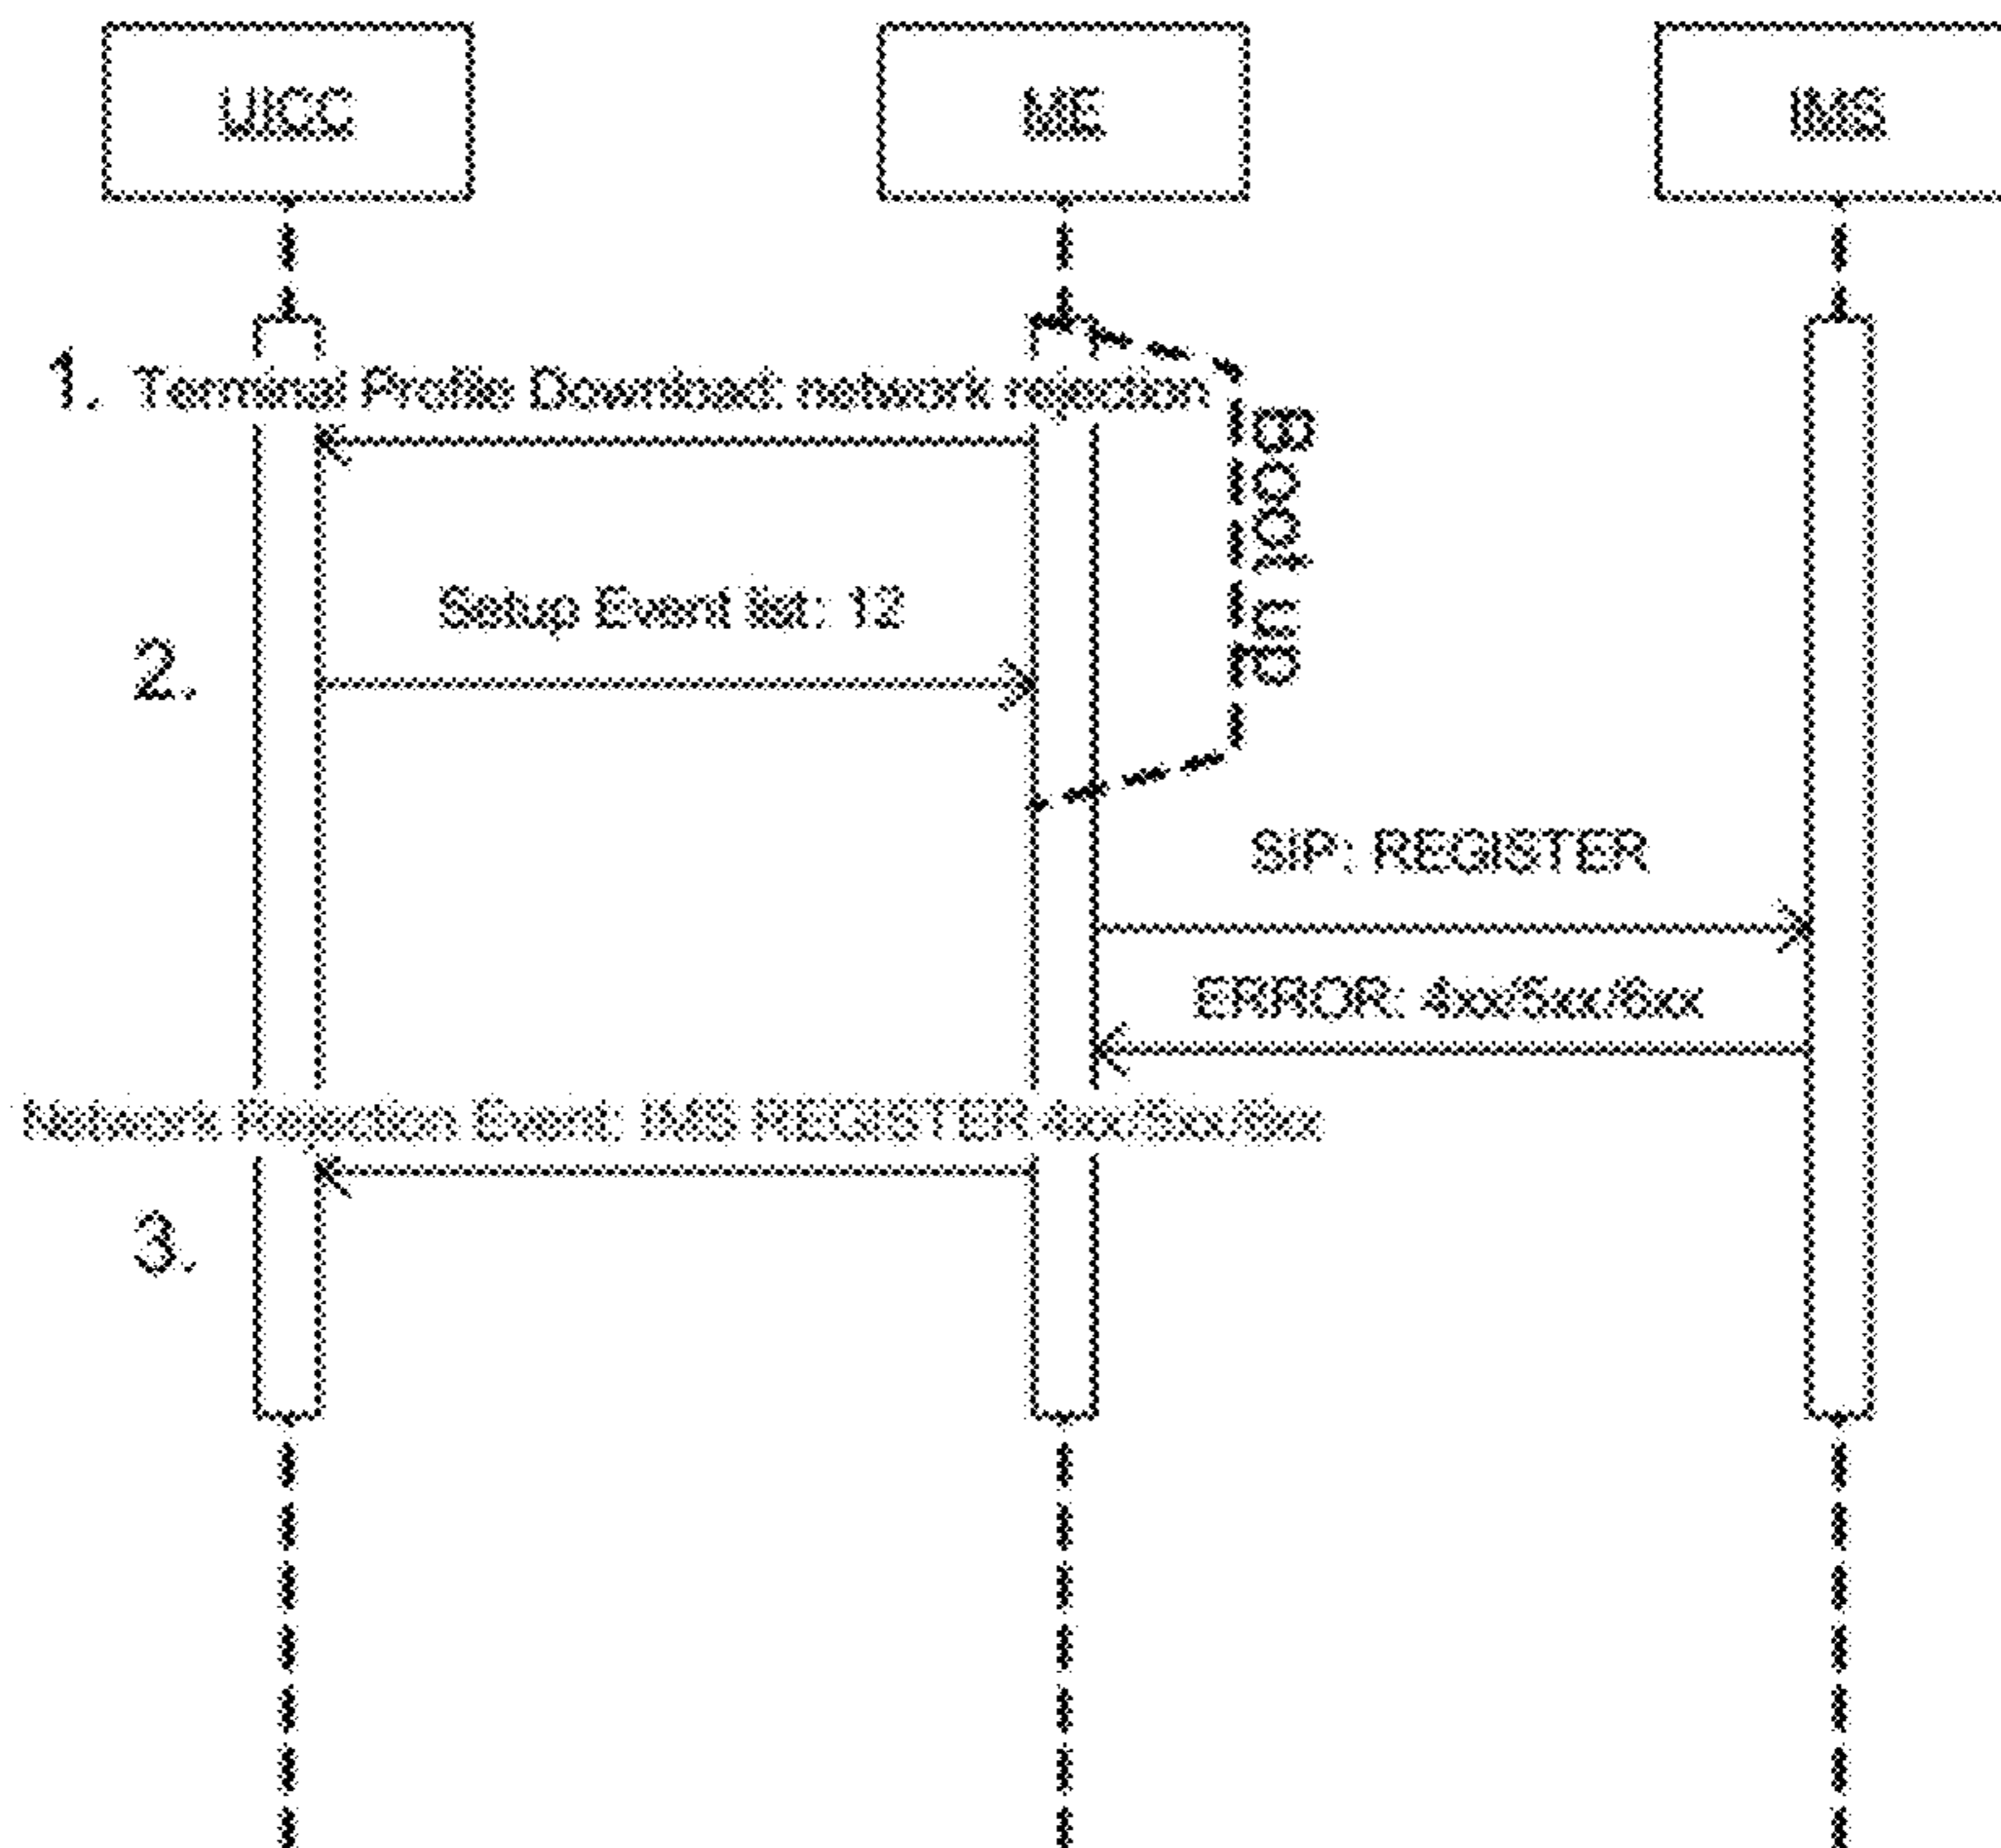 UICC
ME
IMS
1. Terminal Profile Download: network rejection
Boot up
Setup Event list: 12
2.
SIP: REGISTER
ERROR: 4xx/5xx/6xx
Network Rejection Event: IMS REGISTER 4xx/5xx/6xx
3.